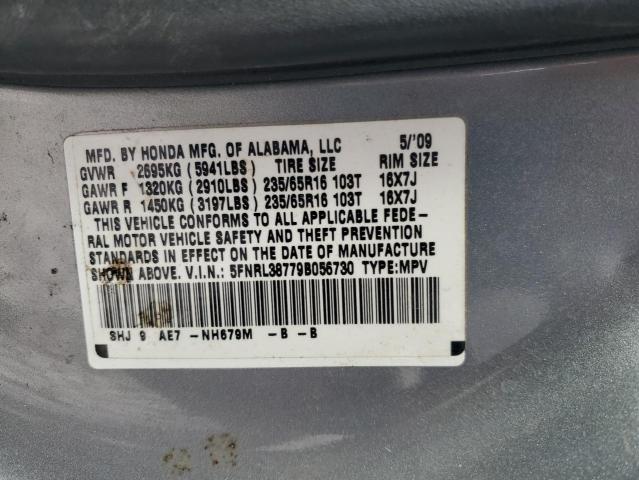 MFD. BY HONDA MFG. OF ALABAMA, LLC 5/'09
GVWR 2695KG (5941LBS) TIRE SIZE RIM SIZE
GAWR F 1320KG (2910LBS) 235/65R16 103T 16X7J
GAWR R 1450KG (3197LBS) 235/65R16 103T 16X7J
THIS VEHICLE CONFORMS TO ALL APPLICABLE FEDE-
RAL MOTOR VEHICLE SAFETY AND THEFT PREVENTION
STANDARDS IN EFFECT ON THE DATE OF MANUFACTURE
SHOWN ABOVE. V.I.N.: 5FNRL38779B056730 TYPE:MPV
SHJ 9 AE7 -NH679M -B -B